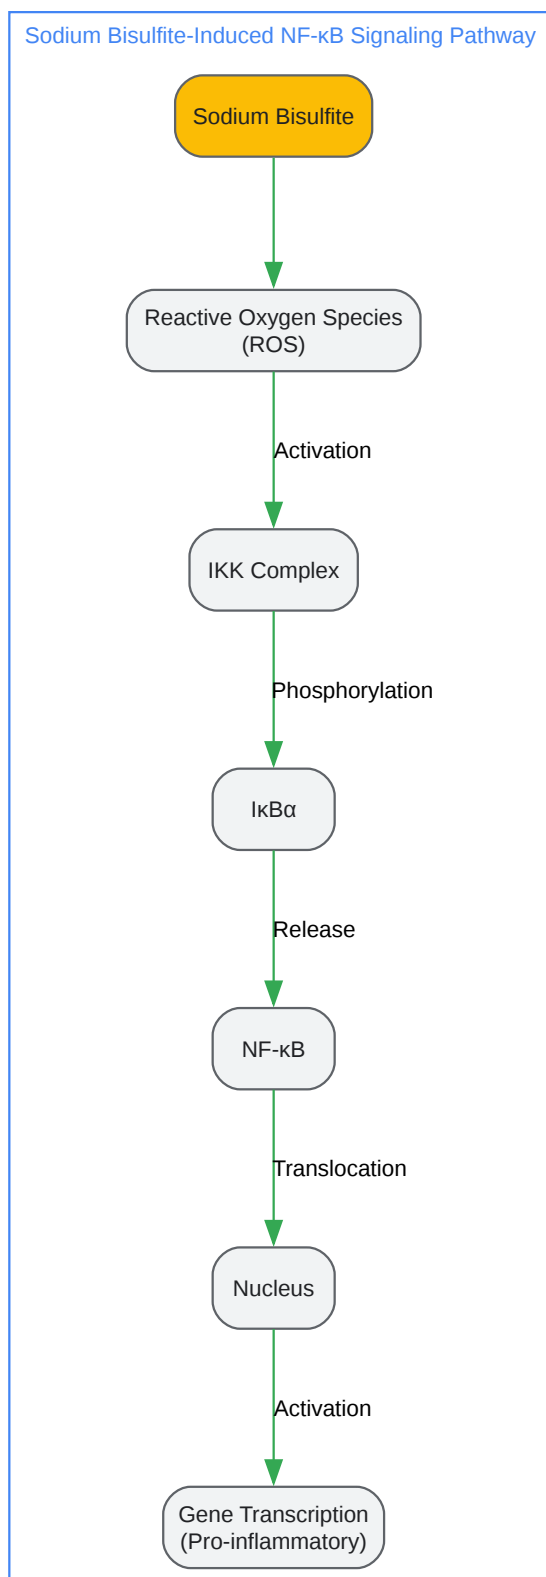 Sodium Bisulfite-Induced NF-κB Signaling Pathway
Sodium Bisulfite
Reactive Oxygen Species
(ROS)
Activation
IKK Complex
Phosphorylation
IκBα
Release
NF-κB
Translocation
Nucleus
Activation
Gene Transcription
(Pro-inflammatory)